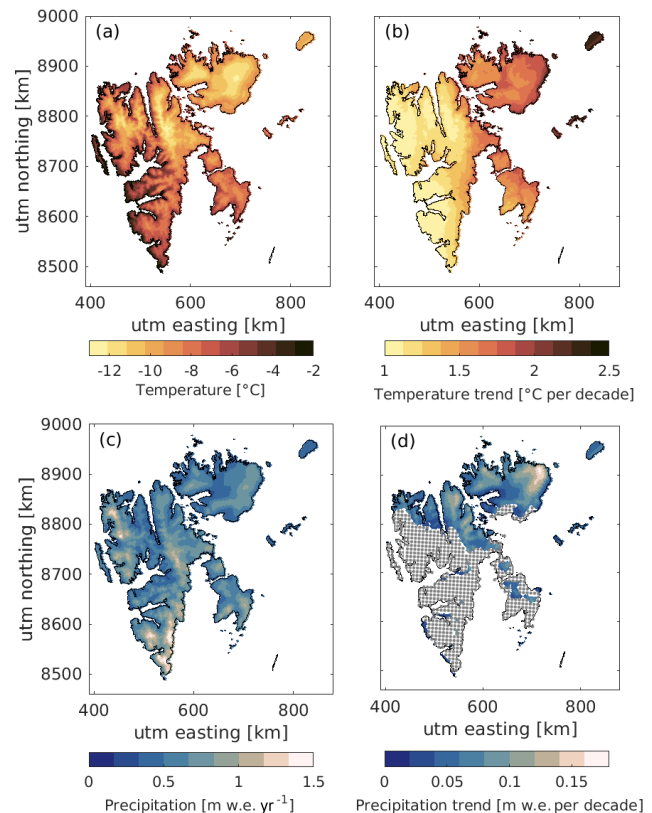 (a)
(b)
9000
8900
8800
8700
8600
8500
utm northing [km]
400 600 800
400 600 800
utm easting [km]
utm easting [km]
-12 -10 -8 -6 -4 -2
1 1.5 2 2.5
Temperature [°C]
Temperature trend [°C per decade]
(c)
(d)
9000
8900
8800
8700
8600
8500
utm northing [km]
400 600 800
400 600 800
utm easting [km]
utm easting [km]
0 0.5 1 1.5
0 0.05 0.1 0.15
Precipitation [m w.e. yr⁻¹]
Precipitation trend [m w.e. per decade]